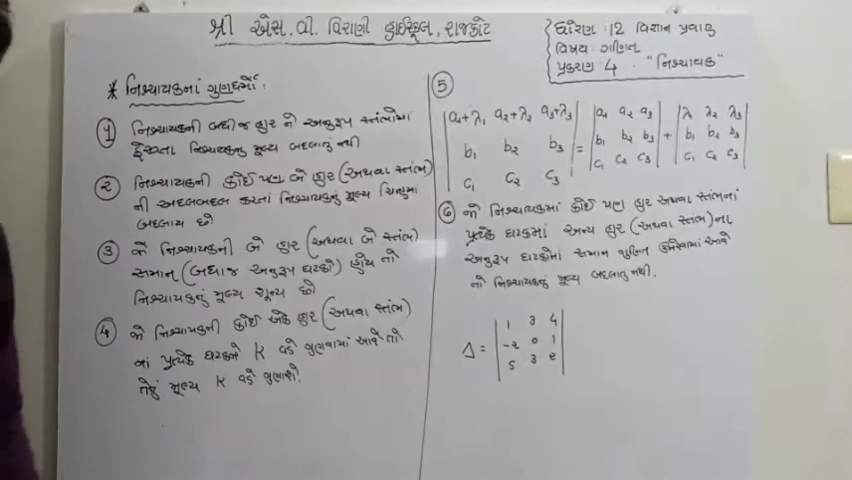 શ્રી એસ.વી. વિરાણી હાઈસ્કૂલ, રાજકોટ
ધોરણ 12 વિજ્ઞાન પ્રવાહ
વિષય ગણિત
પ્રકરણ 4 "નિશ્ચાયક"
* નિશ્ચાયકનાં ગુણધર્મો:
1 નિશ્ચાયકની બધી જ હાર ને અનુરૂપ સ્તંભોમાં
ફેરવતા નિશ્ચાયકનુ મૂલ્ય બદલાતું નથી
2 નિશ્ચાયકની કોઈ પણ બે હાર (અથવા સ્તંભ)
ની અદલબદલ કરતાં નિશ્ચાયકનું મૂલ્ય ચિહ્નમાં
બદલાય છે
3 જો નિશ્ચાયકની બે હાર (અથવા બે સ્તંભ)
સમાન (બધા જ અનુરૂપ ઘટકો) હોય તો
નિશ્ચાયકનું મૂલ્ય શૂન્ય છે
4 જો નિશ્ચાયકની કોઈ એક હાર (અથવા સ્તંભ)
નાં પ્રત્યેક ઘટકને K વડે ગુણવામાં આવે તો
તેનું મૂલ્ય K વડે ગુણાશે.
5
a₁+λ₁ a₂+λ₂ a₃+λ₃ a₁ a₂ a₃ λ₁ λ₂ λ₃
b₁ b₂ b₃ = b₁ b₂ b₃ + b₁ b₂ b₃
c₁ c₂ c₃ c₁ c₂ c₃ c₁ c₂ c₃
6 જો નિશ્ચાયકમાં કોઈ પણ હાર અથવા સ્તંભનાં
પ્રત્યેક ઘટકમાં અન્ય હાર (અથવા સ્તંભ)ના
અનુરૂપ ઘટકોમાં સમાન ગુણિત ઉમેરવામાં આવે
તો નિશ્ચાયકનું મૂલ્ય બદલાતુ નથી.
1 3 4
Δ = -2 0 1
5 3 2